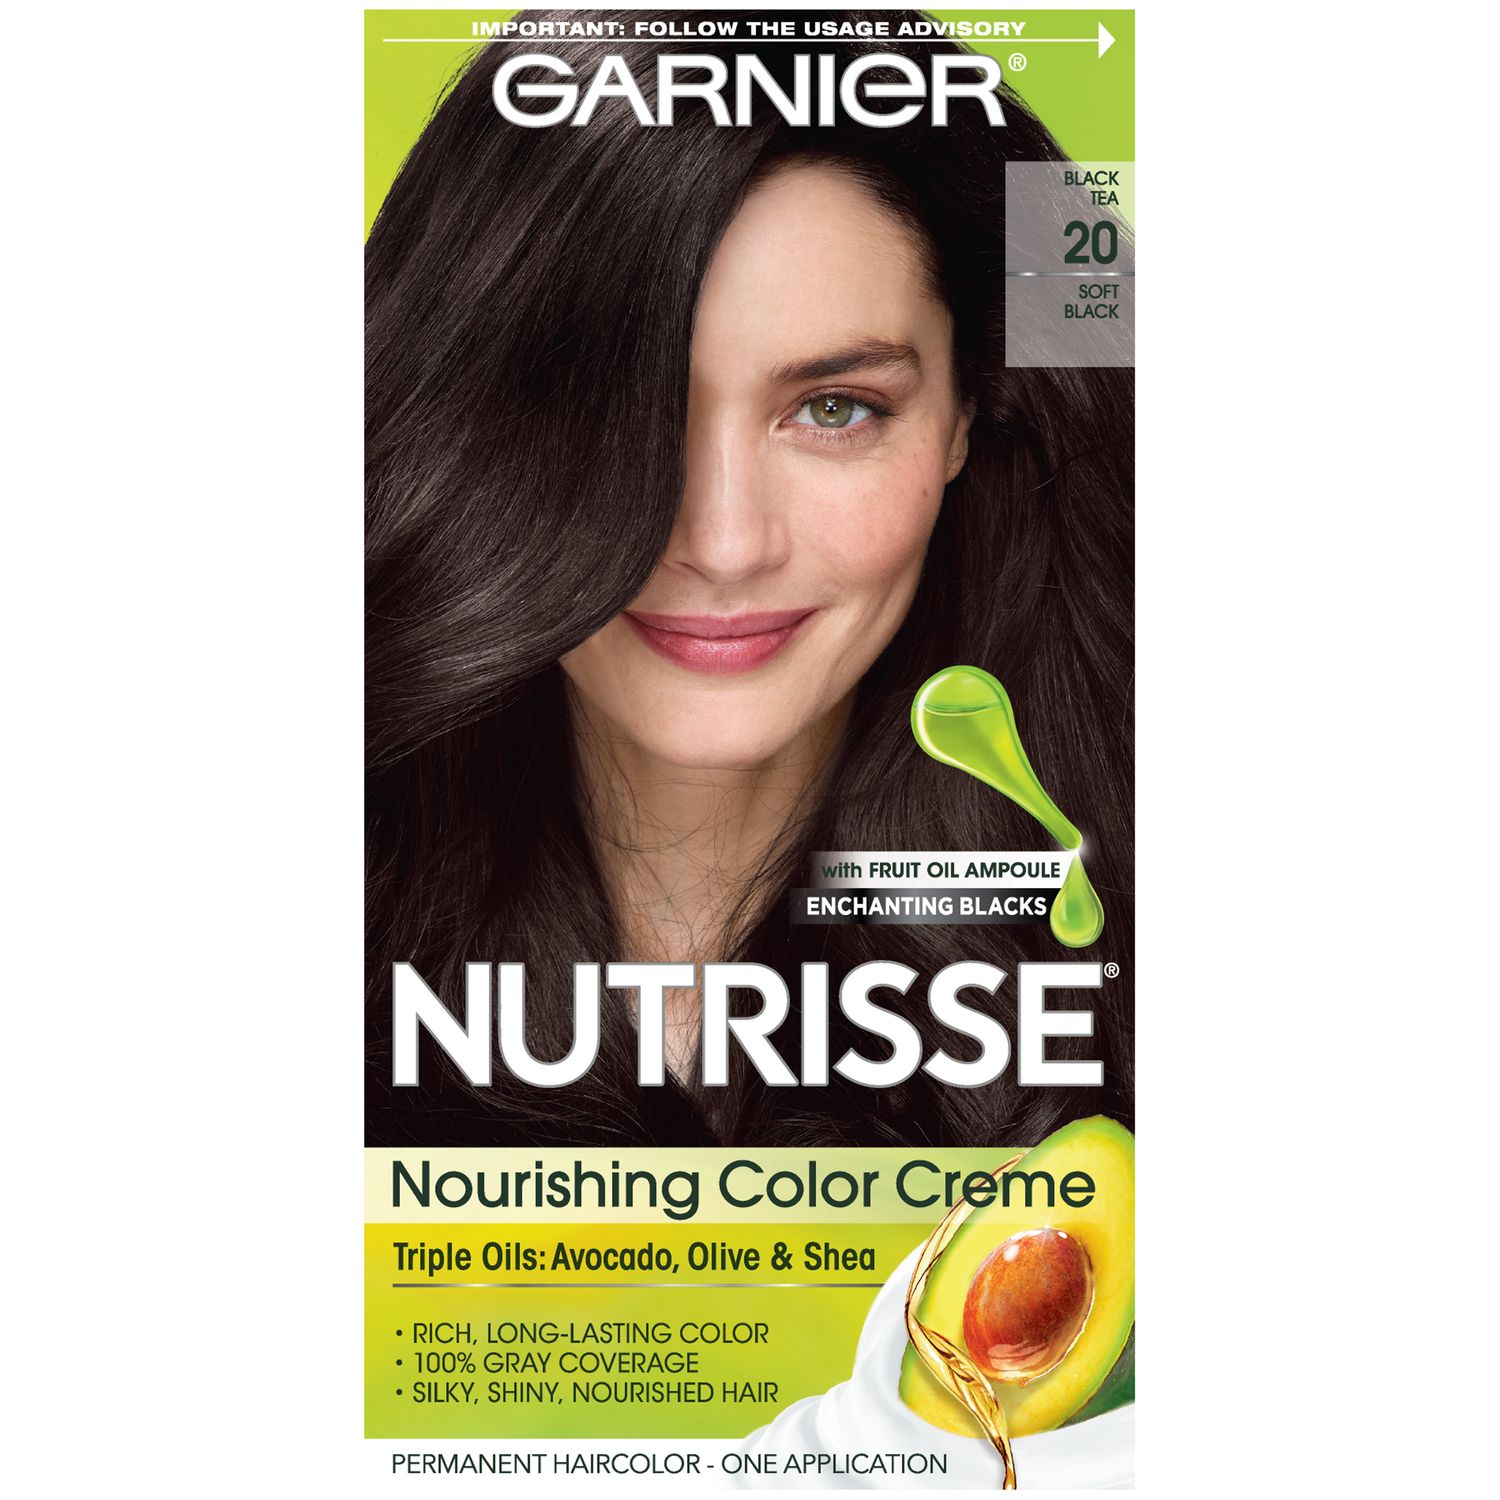 IMPORTANT: FOLLOW THE USAGE ADVISORY
GARNIER®
BLACK
TEA
20
SOFT
BLACK
with FRUIT OIL AMPOULE
ENCHANTING BLACKS
NUTRISSE®
Nourishing Color Creme
Triple Oils: Avocado, Olive & Shea
• RICH, LONG-LASTING COLOR
• 100% GRAY COVERAGE
• SILKY, SHINY, NOURISHED HAIR
PERMANENT HAIRCOLOR - ONE APPLICATION